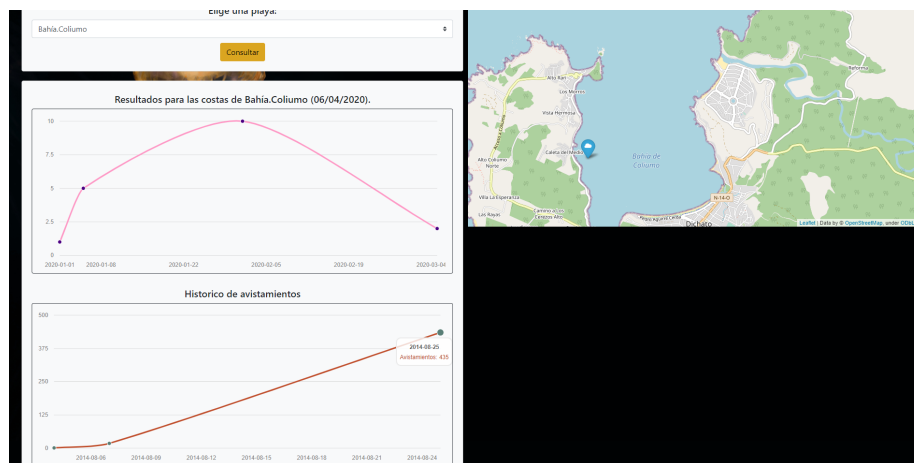 Elige una playa:
Bahía.Coliumo
Consultar
Resultados para las costas de Bahía.Coliumo (06/04/2020).
10
7.5
5
2.5
0
2020-01-01 2020-01-08 2020-01-22 2020-02-05 2020-02-19 2020-03-04
Historico de avistamientos
500
375
250
125
0
2014-08-25
Avistamientos: 435
2014-08-06 2014-08-09 2014-08-12 2014-08-15 2014-08-18 2014-08-21 2014-08-24
Alto Ran
Los Morros
Vista Hermosa
Caleta del Medio
Alto Coliumo
Norte
Villa La Esperanza
Las Rayas
Bahía de
Coliumo
Reforma
N-14-O
Dichato
Leaflet | Data by © OpenStreetMap, under ODbL